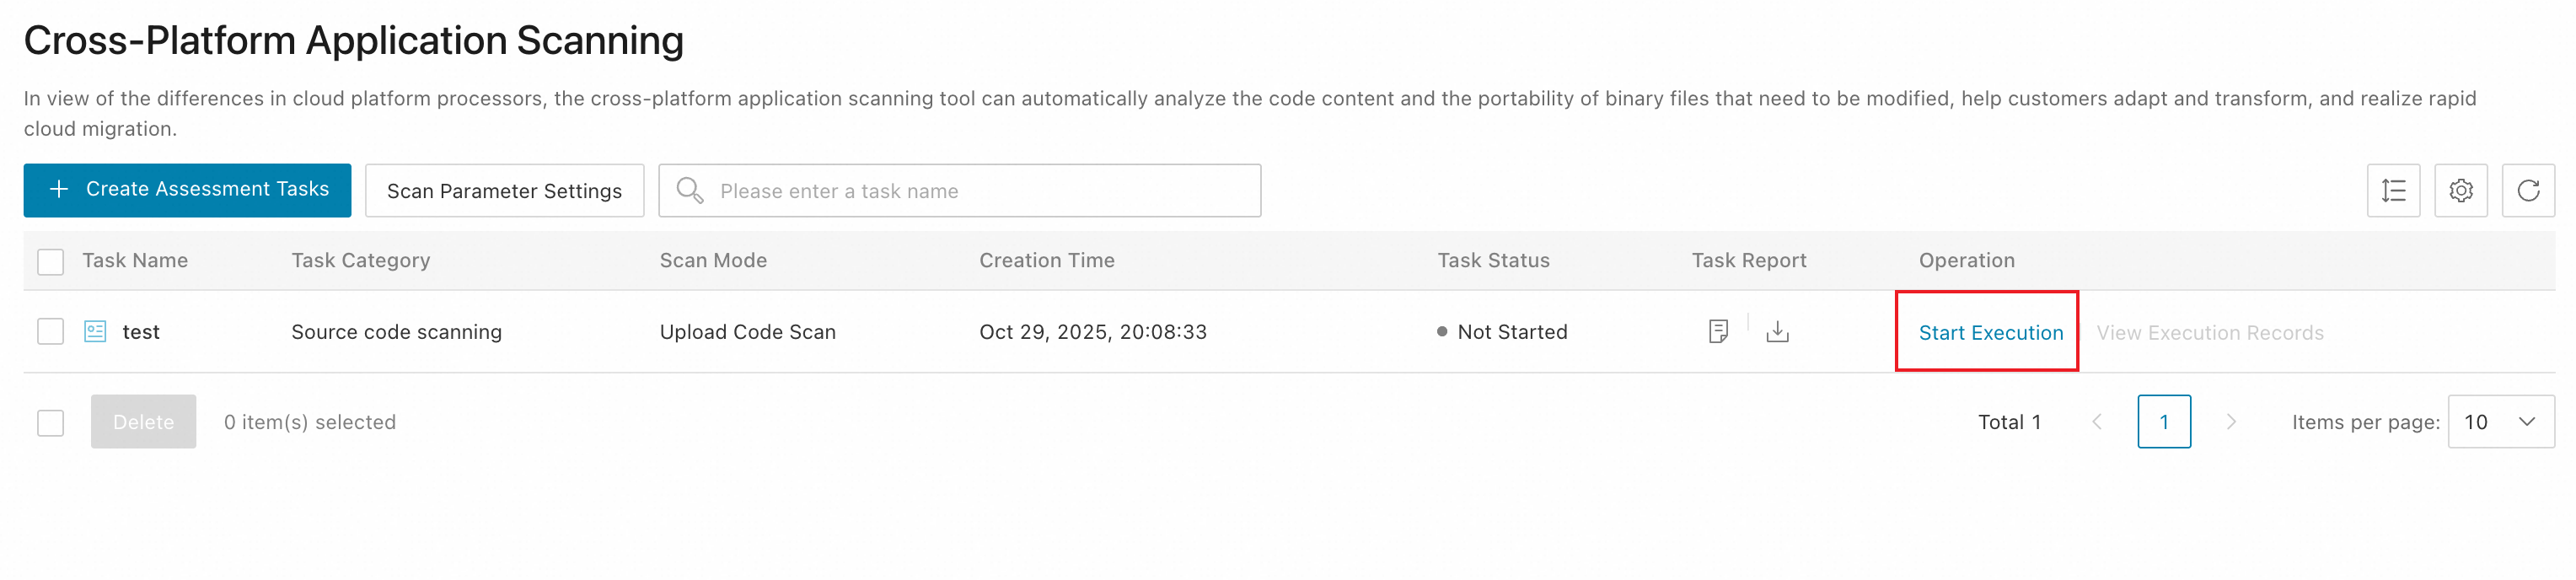 Cross-Platform Application Scanning
In view of the differences in cloud platform processors, the cross-platform application scanning tool can automatically analyze the code content and the portability of binary files that need to be modified, help customers adapt and transform, and realize rapid
cloud migration.
Create Assessment Tasks Scan Parameter Settings Please enter a task name
Task Name Task Category Scan Mode Creation Time Task Status Task Report Operation
test Source code scanning Upload Code Scan Oct 29, 2025, 20:08:33 Not Started Start Execution View Execution Records
Delete 0 item(s) selected Total 1 1 Items per page: 10